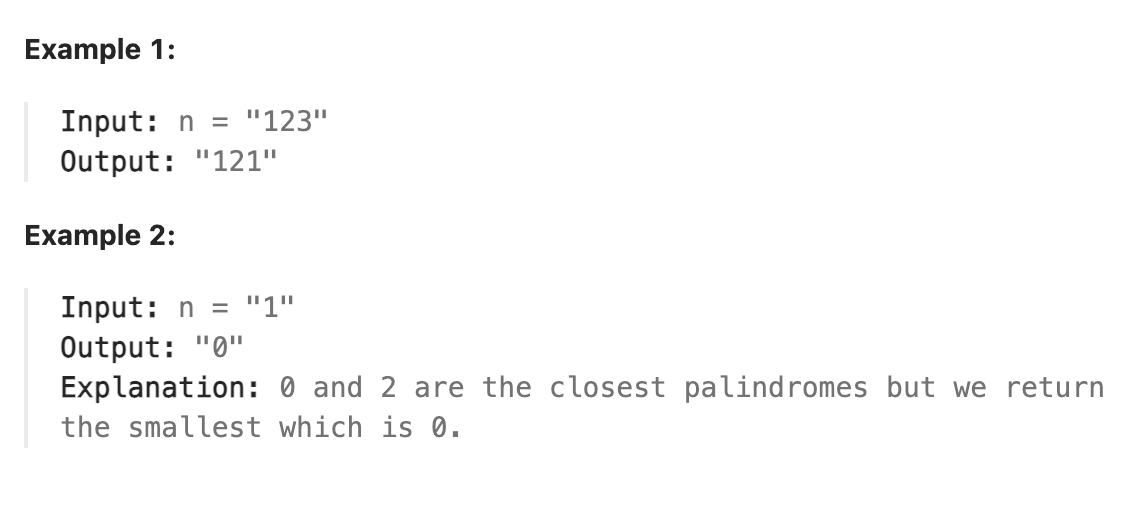 Example 1:
Input: n = "123"
Output: "121"
Example 2:
Input: n = "1"
Output: "0"
Explanation: 0 and 2 are the closest palindromes but we return
the smallest which is 0.